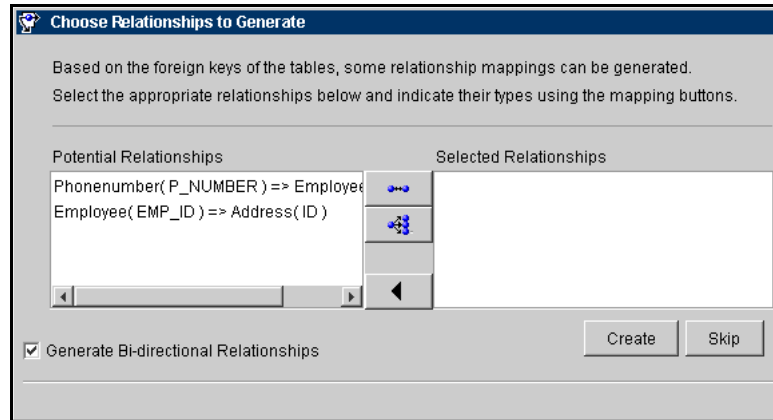 Choose Relationships to Generate
Based on the foreign keys of the tables, some relationship mappings can be generated.
Select the appropriate relationships below and indicate their types using the mapping buttons.
Potential Relationships
Selected Relationships
Phonenumber( P_NUMBER ) => Employee
Employee( EMP_ID ) => Address( ID )
Create
Skip
Generate Bi-directional Relationships